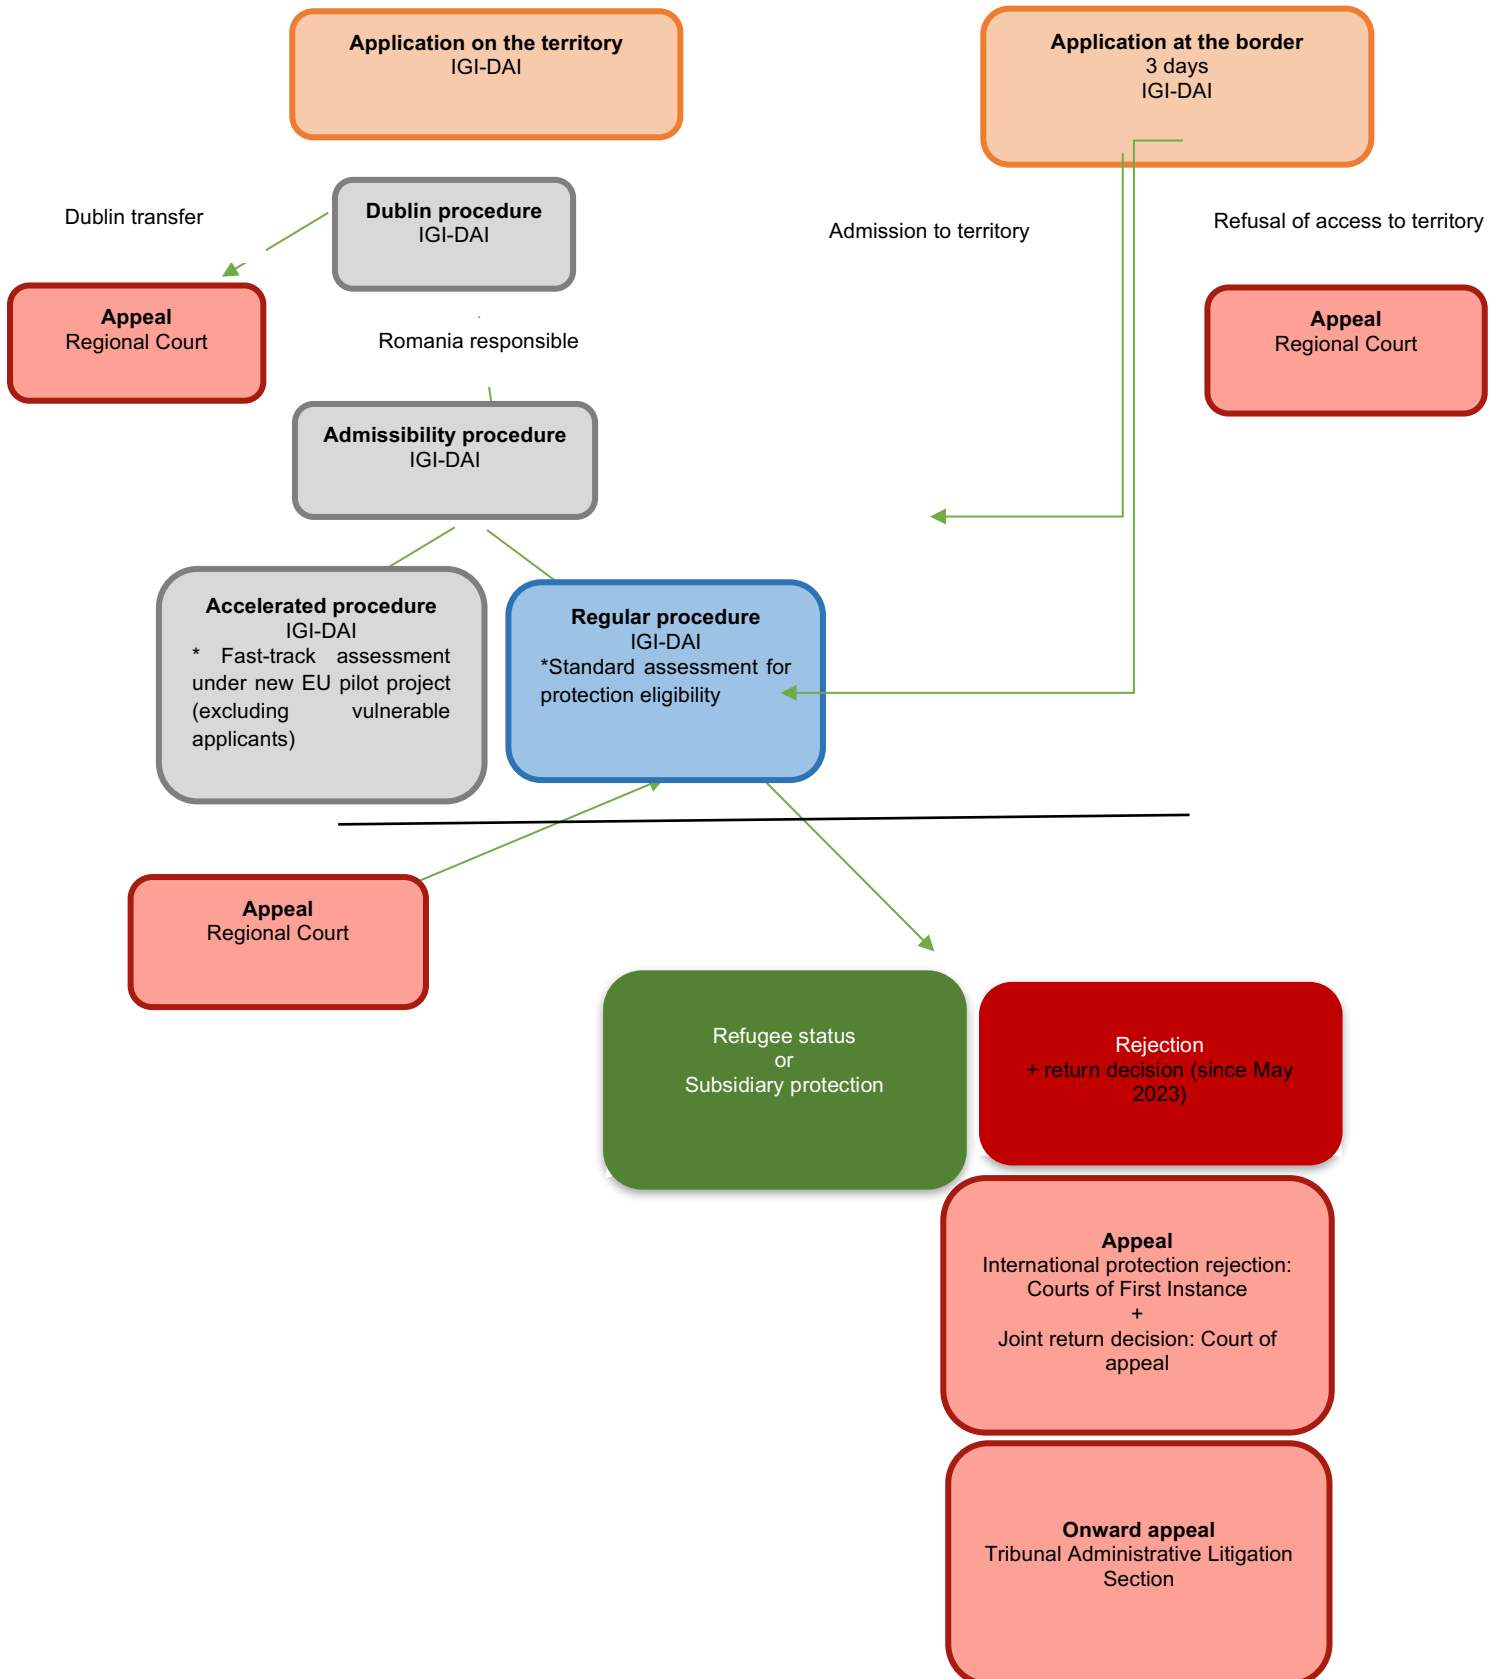 Application on the territory
IGI-DAI
Application at the border
3 days
IGI-DAI
Dublin transfer
Dublin procedure
IGI-DAI
Admission to territory
Refusal of access to territory
Appeal
Regional Court
Romania responsible
Appeal
Regional Court
Admissibility procedure
IGI-DAI
Accelerated procedure
IGI-DAI
* Fast-track assessment
under new EU pilot project
(excluding vulnerable
applicants)
Regular procedure
IGI-DAI
*Standard assessment for
protection eligibility
Appeal
Regional Court
Refugee status
or
Subsidiary protection
Rejection
+ return decision (since May
2023)
Appeal
International protection rejection:
Courts of First Instance
+
Joint return decision: Court of
appeal
Onward appeal
Tribunal Administrative Litigation
Section